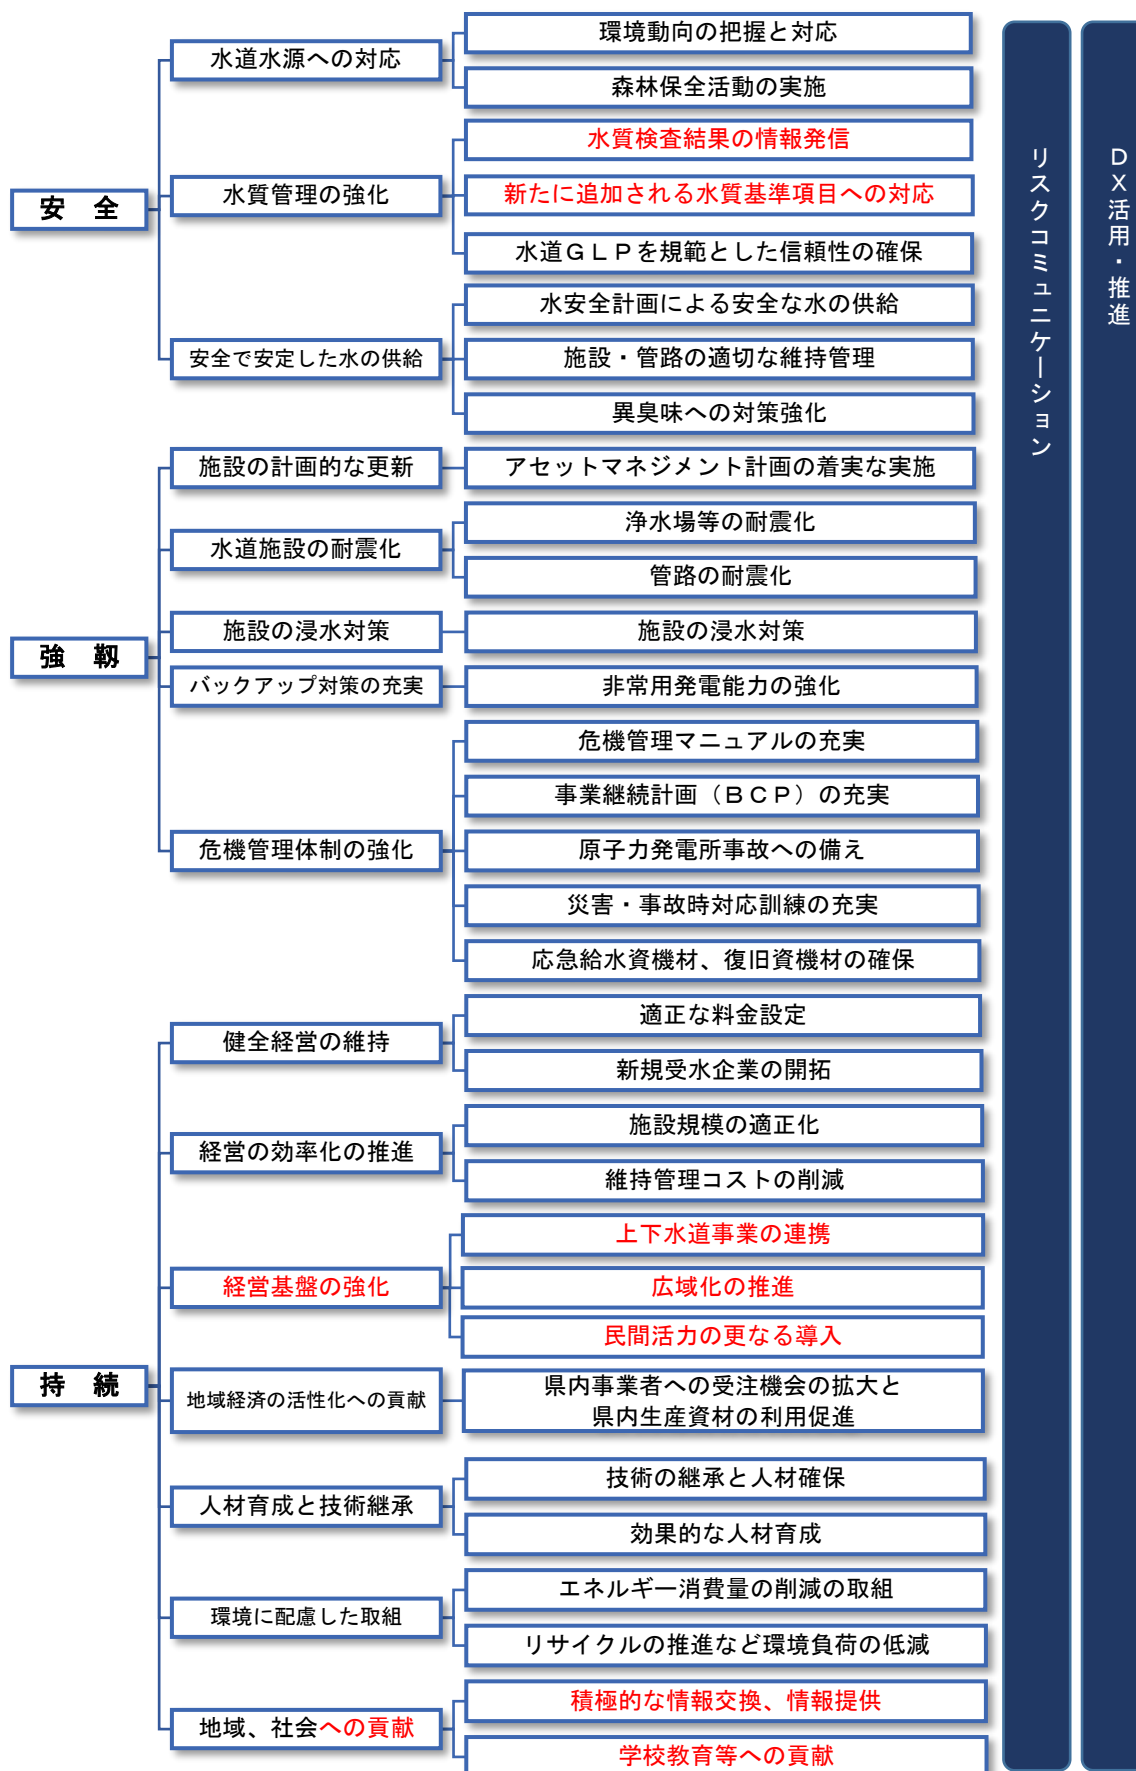 安　全
水道水源への対応
環境動向の把握と対応
森林保全活動の実施
水質管理の強化
水質検査結果の情報発信
新たに追加される水質基準項目への対応
水道ＧＬＰを規範とした信頼性の確保
安全で安定した水の供給
水安全計画による安全な水の供給
施設・管路の適切な維持管理
異臭味への対策強化
強　靱
施設の計画的な更新
アセットマネジメント計画の着実な実施
水道施設の耐震化
浄水場等の耐震化
管路の耐震化
施設の浸水対策
施設の浸水対策
バックアップ対策の充実
非常用発電能力の強化
危機管理体制の強化
危機管理マニュアルの充実
事業継続計画（ＢＣＰ）の充実
原子力発電所事故への備え
災害・事故時対応訓練の充実
応急給水資機材、復旧資機材の確保
持　続
健全経営の維持
適正な料金設定
新規受水企業の開拓
経営の効率化の推進
施設規模の適正化
維持管理コストの削減
経営基盤の強化
上下水道事業の連携
広域化の推進
民間活力の更なる導入
地域経済の活性化への貢献
県内事業者への受注機会の拡大と
県内生産資材の利用促進
人材育成と技術継承
技術の継承と人材確保
効果的な人材育成
環境に配慮した取組
エネルギー消費量の削減の取組
リサイクルの推進など環境負荷の低減
地域、社会への貢献
積極的な情報交換、情報提供
学校教育等への貢献
リスクコミュニケーション
ＤＸ活用・推進